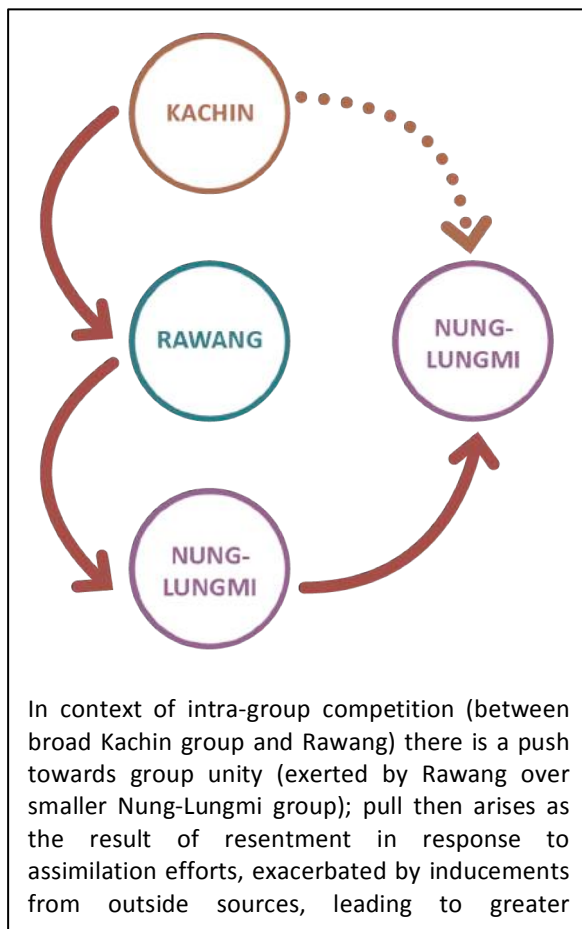 KACHIN
RAWANG
NUNG-
LUNGMI
NUNG-
LUNGMI
In context of intra-group competition (between
broad Kachin group and Rawang) there is a push
towards group unity (exerted by Rawang over
smaller Nung-Lungmi group); pull then arises as
the result of resentment in response to
assimilation efforts, exacerbated by inducements
from outside sources, leading to greater